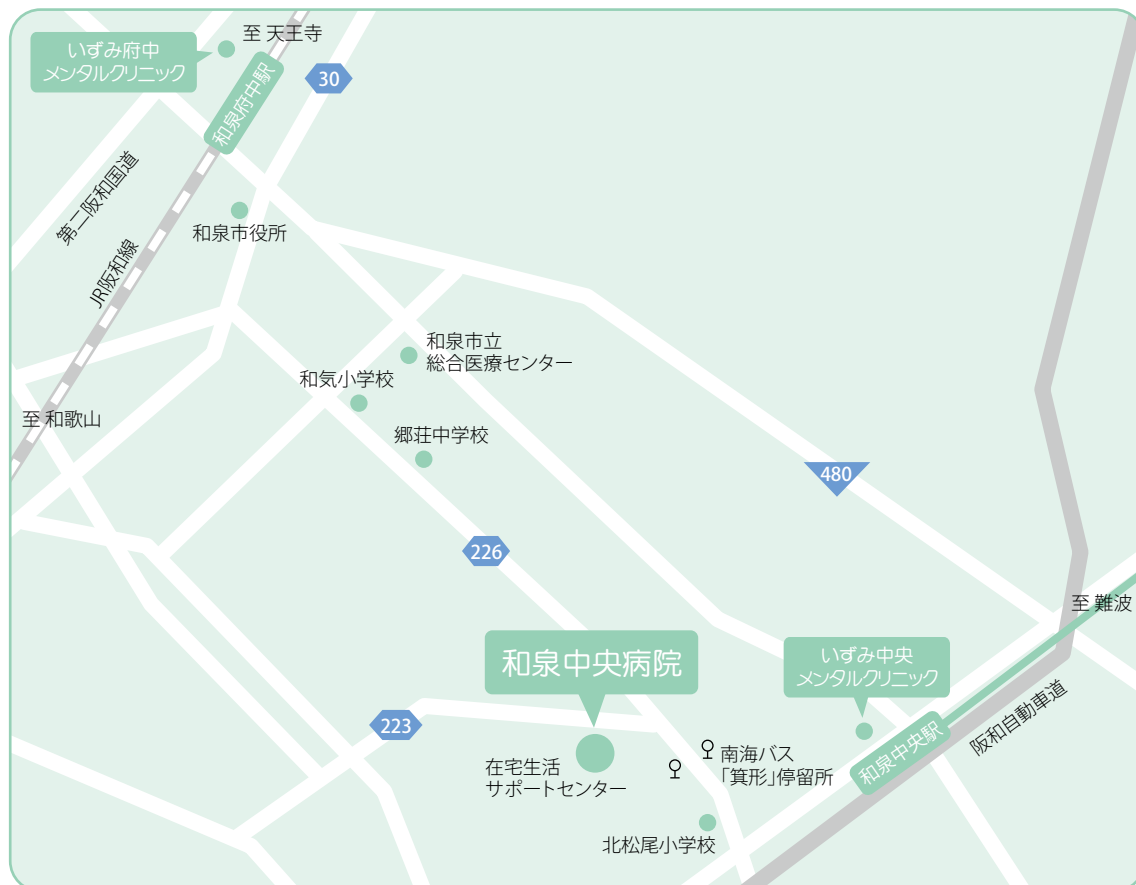 至 天王寺
いずみ府中
メンタルクリニック
和泉府中駅
30
第二阪和国道
JR阪和線
和泉市役所
至 和歌山
和泉市立
総合医療センター
和気小学校
郷荘中学校
480
226
至 難波
和泉中央病院
いずみ中央
メンタルクリニック
223
和泉中央駅
阪和自動車道
在宅生活
サポートセンター
南海バス
「箕形」停留所
北松尾小学校